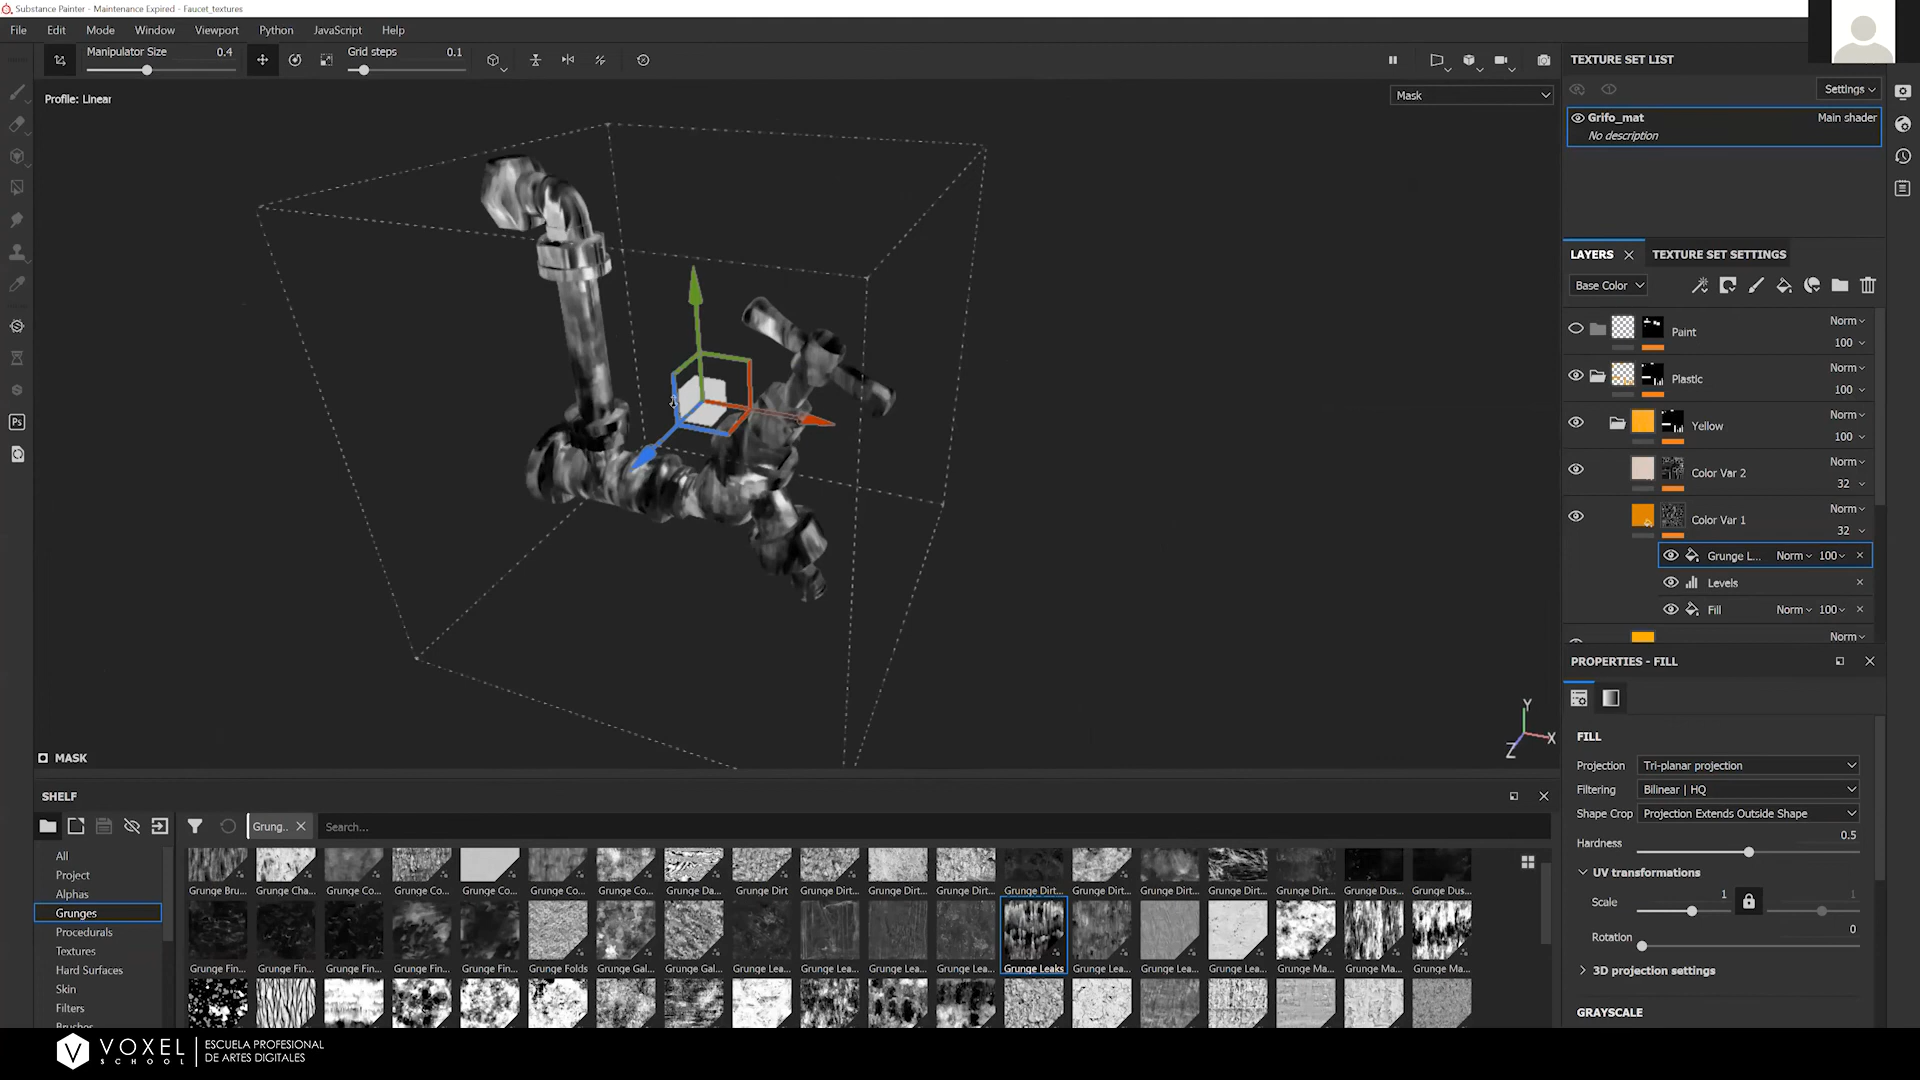 Substance Painter - Maintenance Expired - Faucet_textures
File Edit Mode Window Viewport Python JavaScript Help
Manipulator Size 0.4
Grid steps 0.1
Profile: Linear
Mask
MASK
Y
X
Z
TEXTURE SET LIST
Settings
Grifo_mat Main shader
No description
LAYERS TEXTURE SET SETTINGS
Base Color
Paint Norm 100
Plastic Norm 100
Yellow Norm 100
Color Var 2 Norm 32
Color Var 1 Norm 32
Grunge L... Norm 100
Levels
Fill Norm 100
Norm
PROPERTIES - FILL
FILL
Projection Tri-planar projection
Filtering Bilinear | HQ
Shape Crop Projection Extends Outside Shape
Hardness 0.5
UV transformations
Scale 1 1
Rotation 0
3D projection settings
GRAYSCALE
SHELF
Grung.. Search...
All
Project
Alphas
Grunges
Procedurals
Textures
Hard Surfaces
Skin
Filters
Brushes
Grunge Bru... Grunge Cha... Grunge Co... Grunge Co... Grunge Co... Grunge Co... Grunge Co... Grunge Da... Grunge Dirt Grunge Dirt... Grunge Dirt... Grunge Dirt... Grunge Dirt... Grunge Dirt... Grunge Dirt... Grunge Dirt... Grunge Dirt... Grunge Dus... Grunge Dus...
Grunge Fin... Grunge Fin... Grunge Fin... Grunge Fin... Grunge Fin... Grunge Folds Grunge Gal... Grunge Gal... Grunge Lea... Grunge Lea... Grunge Lea... Grunge Lea... Grunge Leaks Grunge Lea... Grunge Lea... Grunge Lea... Grunge Ma... Grunge Ma... Grunge Ma...
Ps
VOXEL
SCHOOL
ESCUELA PROFESIONAL
DE ARTES DIGITALES